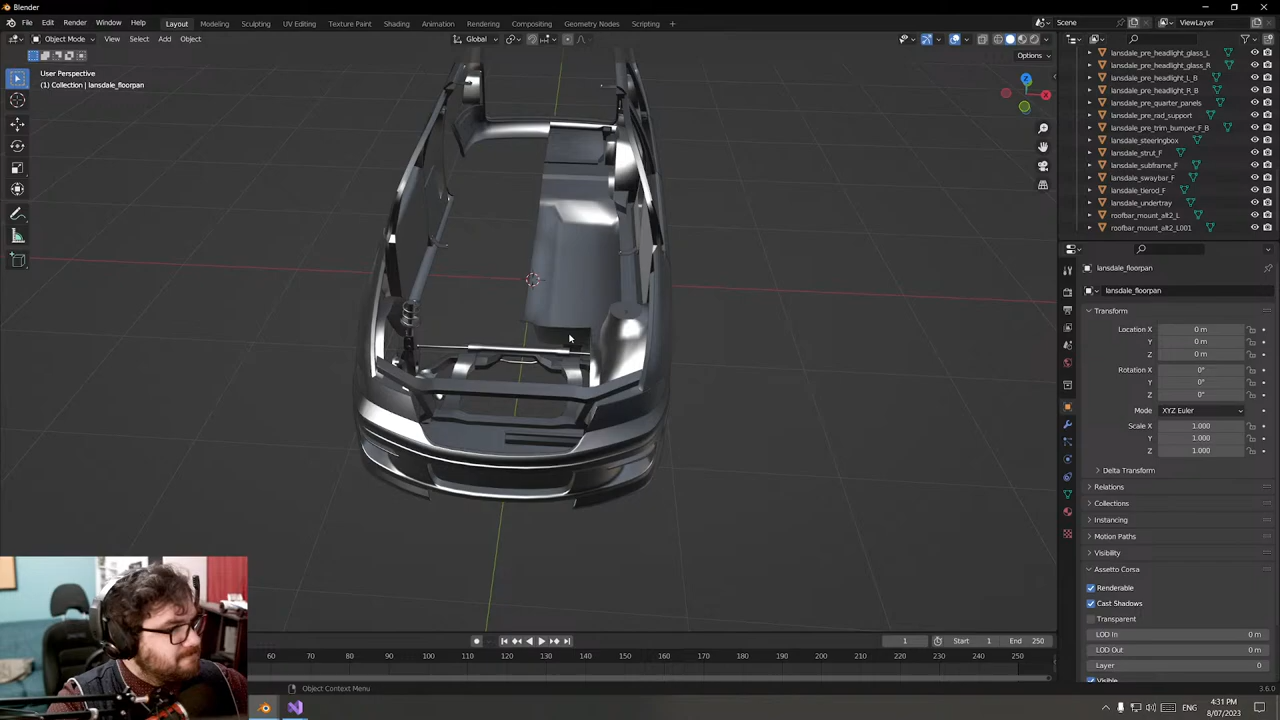 Blender
File Edit Render Window Help Layout Modeling Sculpting UV Editing Texture Paint Shading Animation Rendering Compositing Geometry Nodes Scripting + Scene ViewLayer
Object Mode View Select Add Object Global
Options
User Perspective
(1) Collection | lansdale_floorpan
X
Y
Z
lansdale_pre_headlight_glass_L
lansdale_pre_headlight_glass_R
lansdale_pre_headlight_L_B
lansdale_pre_headlight_R_B
lansdale_pre_quarter_panels
lansdale_pre_rad_support
lansdale_pre_trim_bumper_F_B
lansdale_steeringbox
lansdale_strut_F
lansdale_subframe_F
lansdale_swaybar_F
lansdale_tierod_F
lansdale_undertray
roofbar_mount_alt2_L
roofbar_mount_alt2_L001
lansdale_floorpan
lansdale_floorpan
Transform
Location X 0 m
Y 0 m
Z 0 m
Rotation X 0°
Y 0°
Z 0°
Mode XYZ Euler
Scale X 1.000
Y 1.000
Z 1.000
Delta Transform
Relations
Collections
Instancing
Motion Paths
Visibility
Assetto Corsa
Renderable
Cast Shadows
Transparent
LOD In 0 m
LOD Out 0 m
Layer 0
Visible
1 Start 1 End 250
60 70 80 90 100 110 120 130 140 150 160 170 180 190 200 210 220 230 240 250
Object Context Menu
3.6.0
ENG
4:31 PM
8/07/2023